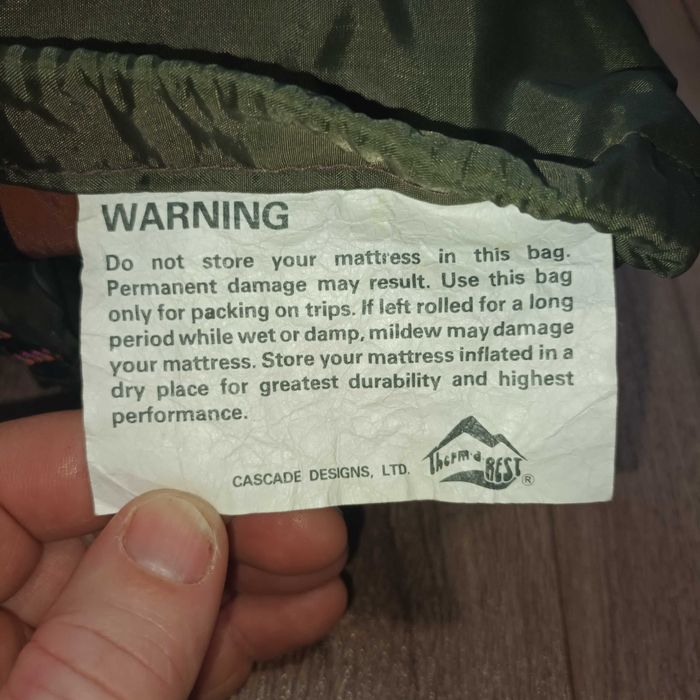 WARNING
Do not store your mattress in this bag.
Permanent damage may result. Use this bag
only for packing on trips. If left rolled for a long
period while wet or damp, mildew may damage
your mattress. Store your mattress inflated in a
dry place for greatest durability and highest
performance.
CASCADE DESIGNS, LTD.
Therm-a
REST
®